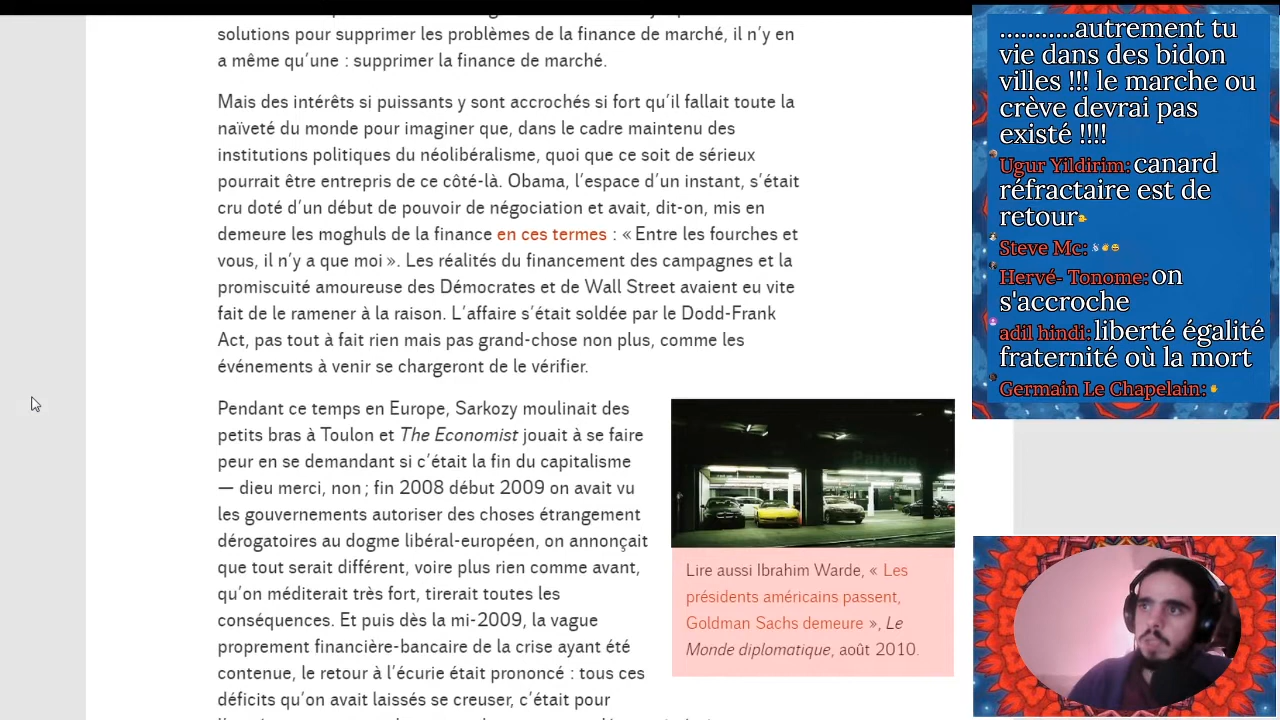 solutions pour supprimer les problèmes de la finance de marché, il n’y en
a même qu’une : supprimer la finance de marché.
Mais des intérêts si puissants y sont accrochés si fort qu’il fallait toute la
naïveté du monde pour imaginer que, dans le cadre maintenu des
institutions politiques du néolibéralisme, quoi que ce soit de sérieux
pourrait être entrepris de ce côté-là. Obama, l’espace d’un instant, s’était
cru doté d’un début de pouvoir de négociation et avait, dit-on, mis en
demeure les moghuls de la finance en ces termes : « Entre les fourches et
vous, il n’y a que moi ». Les réalités du financement des campagnes et la
promiscuité amoureuse des Démocrates et de Wall Street avaient eu vite
fait de le ramener à la raison. L’affaire s’était soldée par le Dodd-Frank
Act, pas tout à fait rien mais pas grand-chose non plus, comme les
événements à venir se chargeront de le vérifier.
Pendant ce temps en Europe, Sarkozy moulinait des
petits bras à Toulon et The Economist jouait à se faire
peur en se demandant si c’était la fin du capitalisme
— dieu merci, non ; fin 2008 début 2009 on avait vu
les gouvernements autoriser des choses étrangement
dérogatoires au dogme libéral-européen, on annonçait
que tout serait différent, voire plus rien comme avant,
qu’on méditerait très fort, tirerait toutes les
conséquences. Et puis dès la mi-2009, la vague
proprement financière-bancaire de la crise ayant été
contenue, le retour à l’écurie était prononcé : tous ces
déficits qu’on avait laissés se creuser, c’était pour
Parking
Lire aussi Ibrahim Warde, « Les
présidents américains passent,
Goldman Sachs demeure », Le
Monde diplomatique, août 2010.
...........autrement tu
vie dans des bidon
villes !!! le marche ou
crève devrai pas
existé !!!!
Ugur Yildirim: canard
réfractaire est de
retour
Steve Mc:
Hervé- Tonome: on
s'accroche
adil hindi: liberté égalité
fraternité où la mort
Germain Le Chapelain: